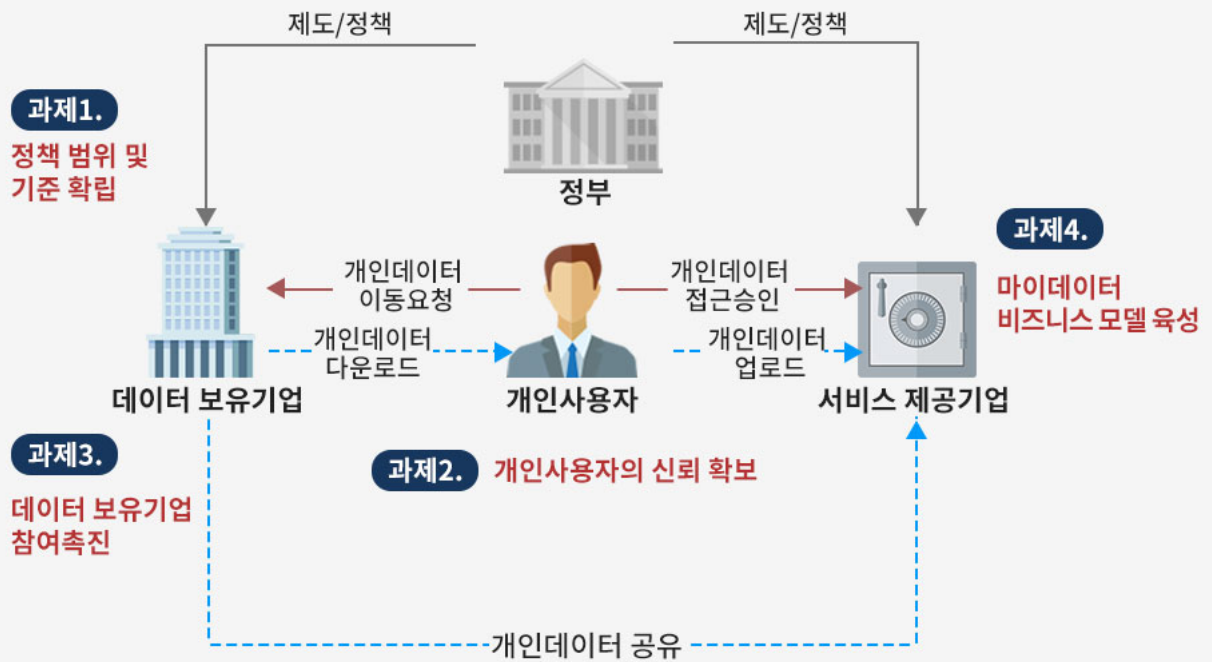 제도/정책
제도/정책
과제1.
정책 범위 및
기준 확립
정부
과제4.
마이데이터
비즈니스 모델 육성
개인데이터
이동요청
개인데이터
접근승인
개인데이터
다운로드
개인데이터
업로드
데이터 보유기업
개인사용자
서비스 제공기업
과제3.
데이터 보유기업
참여촉진
과제2. 개인사용자의 신뢰 확보
개인데이터 공유